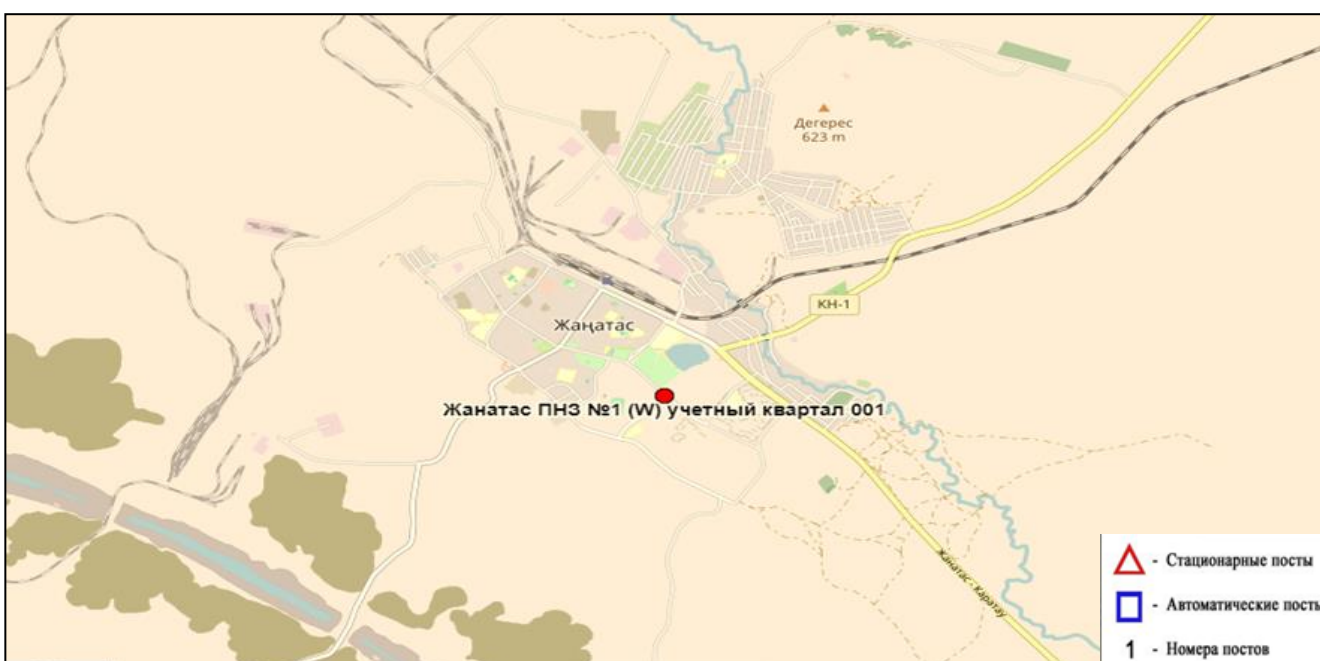 Дегерес
623 m
КН-1
Жаңатас
Жанатас ПНЗ №1 (W) учетный квартал 001
Жанатас - Каратау
- Стационарные посты
- Автоматические посты
1 - Номера постов